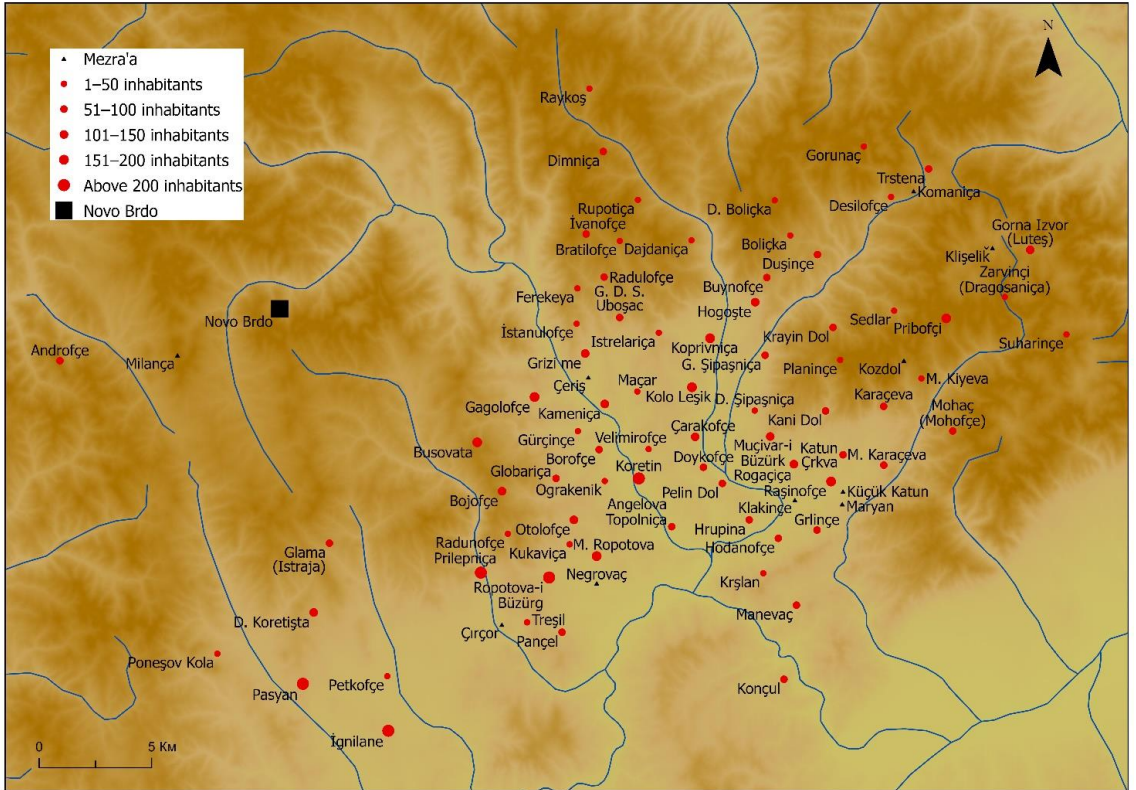 N
Mezra'a
1–50 inhabitants
51–100 inhabitants
101–150 inhabitants
151–200 inhabitants
Above 200 inhabitants
Novo Brdo
Raykoş
Dimniça
Gorunaç
Trstena
Komaniça
Desilofçe
Rupotiça
D. Boliçka
İvanofçe
Bratilofçe
Dajdaniça
Boliçka
Duşinçe
Gorna Izvor
(Luteş)
Klişelik
Zarvinçi
(Dragosaniça)
Radulofçe
Ferekeya
G. D. S.
Uboşac
Buynofçe
Hogoşte
Novo Brdo
İstanulofçe
Istrelariça
Koprivniça
Krayin Dol
Sedlar
Pribofçi
Suharinçe
Androfçe
Milança
Grizi me
G. Şipaşniça
Planinçe
Kozdol
M. Kiyeva
Çeriş
Maçar
Kolo Leşik
D. Şipaşniça
Karaçeva
Gagolofçe
Kameniça
Kani Dol
Mohaç
(Mohofçe)
Gürçinçe
Velimirofçe
Çarakofçe
Busovata
Borofçe
Muçivar-i
Büzürk
Katun
Çrkva
M. Karaçeva
Globariça
Koretin
Doykofçe
Rogaçiça
Bojofçe
Ograkenik
Pelin Dol
Raşinofçe
Küçük Katun
Maryan
Angelova
Topolniça
Klakinçe
Otolofçe
Hrupina
Grlinçe
Radunofçe
Kukaviça
M. Ropotova
Hodanofçe
Glama
(Istraja)
Prilepniça
Ropotova-i
Büzürg
Negrovaç
Krşlan
D. Koretişta
Treşil
Manevaç
Çırçor
Pançel
Poneşov Kola
Pasyan
Petkofçe
Konçul
İgnilane
0
5 Км